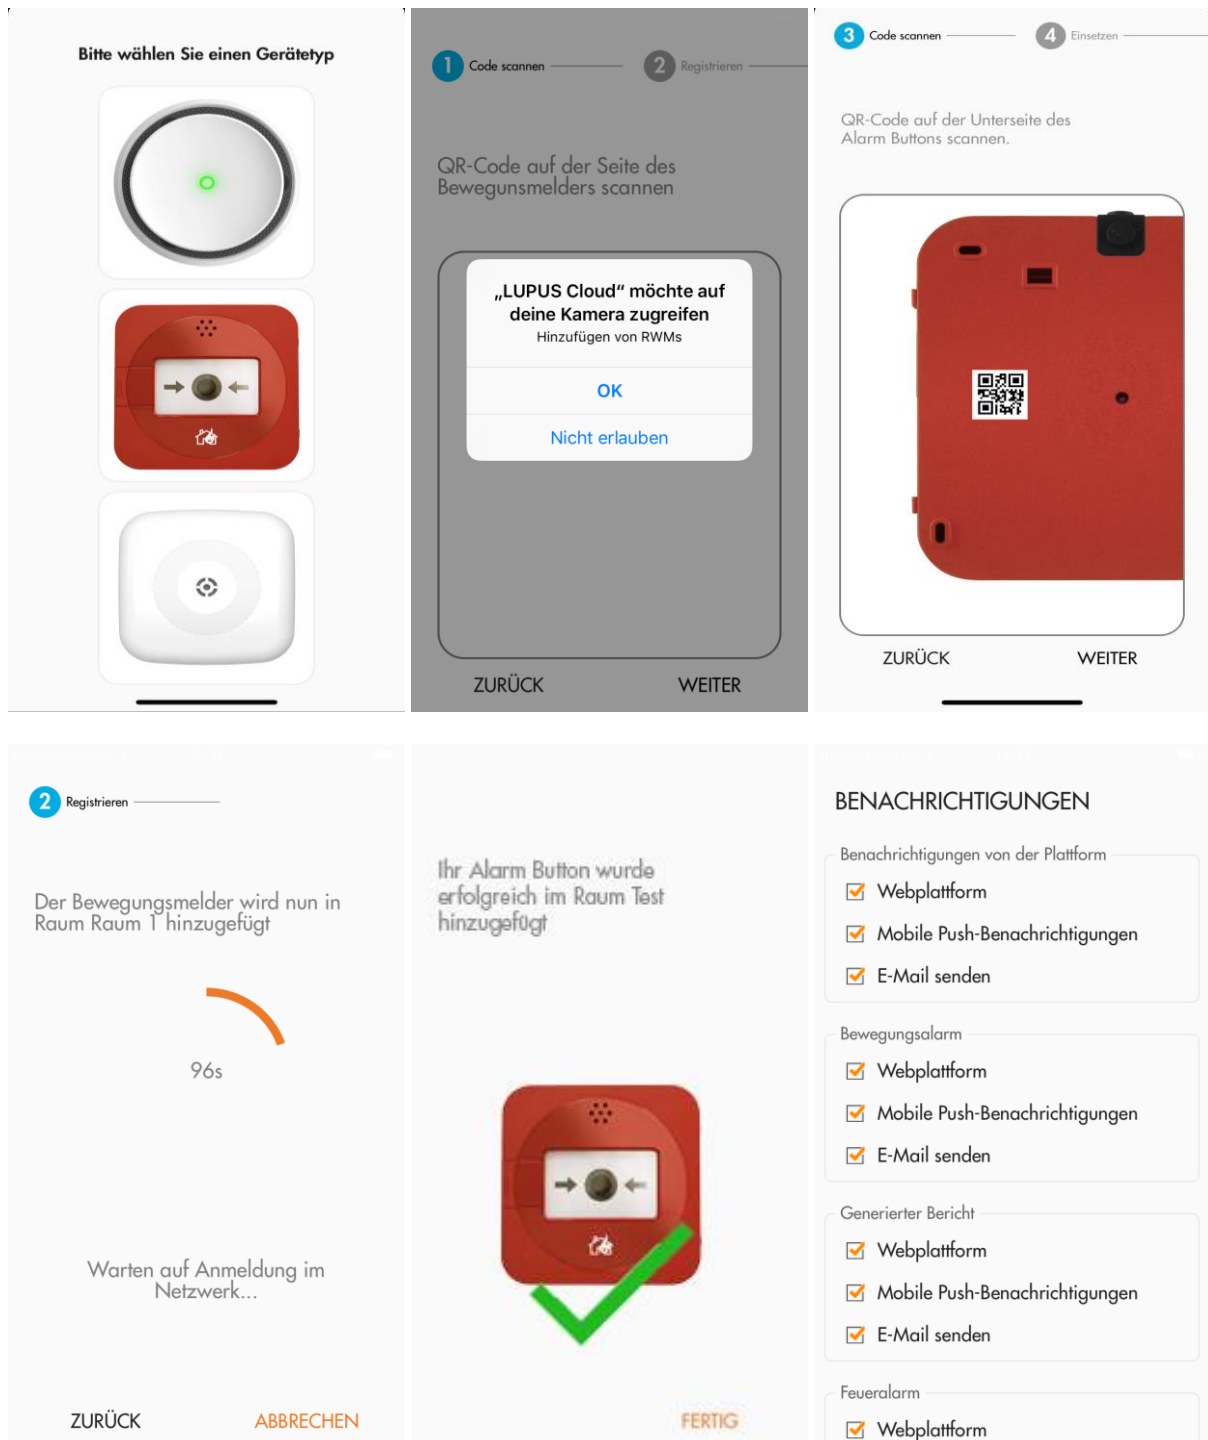 Bitte wählen Sie einen Gerätetyp
1 Code scannen
2 Registrieren
QR-Code auf der Seite des
Bewegunsmelders scannen
„LUPUS Cloud“ möchte auf
deine Kamera zugreifen
Hinzufügen von RWMs
OK
Nicht erlauben
ZURÜCK
WEITER
3 Code scannen
4 Einsetzen
QR-Code auf der Unterseite des
Alarm Buttons scannen.
ZURÜCK
WEITER
2 Registrieren
Der Bewegungsmelder wird nun in
Raum Raum 1 hinzugefügt
96s
Warten auf Anmeldung im
Netzwerk...
ZURÜCK
ABBRECHEN
Ihr Alarm Button wurde
erfolgreich im Raum Test
hinzugefügt
FERTIG
BENACHRICHTIGUNGEN
Benachrichtigungen von der Plattform
Webplattform
Mobile Push-Benachrichtigungen
E-Mail senden
Bewegungsalarm
Webplattform
Mobile Push-Benachrichtigungen
E-Mail senden
Generierter Bericht
Webplattform
Mobile Push-Benachrichtigungen
E-Mail senden
Feueralarm
Webplattform